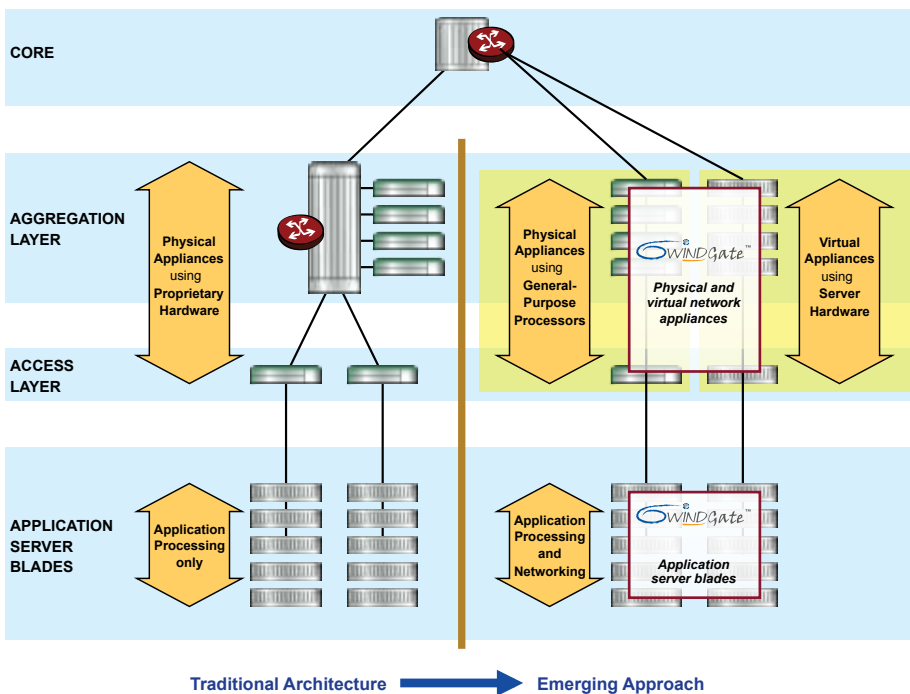 CORE
AGGREGATION
LAYER
Physical
Appliances
using
Proprietary
Hardware
Physical
Appliances
using
General-
Purpose
Processors
6WINDGate™
Physical and
virtual network
appliances
Virtual
Appliances
using
Server
Hardware
ACCESS
LAYER
APPLICATION
SERVER
BLADES
Application
Processing
only
Application
Processing
and
Networking
6WINDGate™
Application
server blades
Traditional Architecture
Emerging Approach